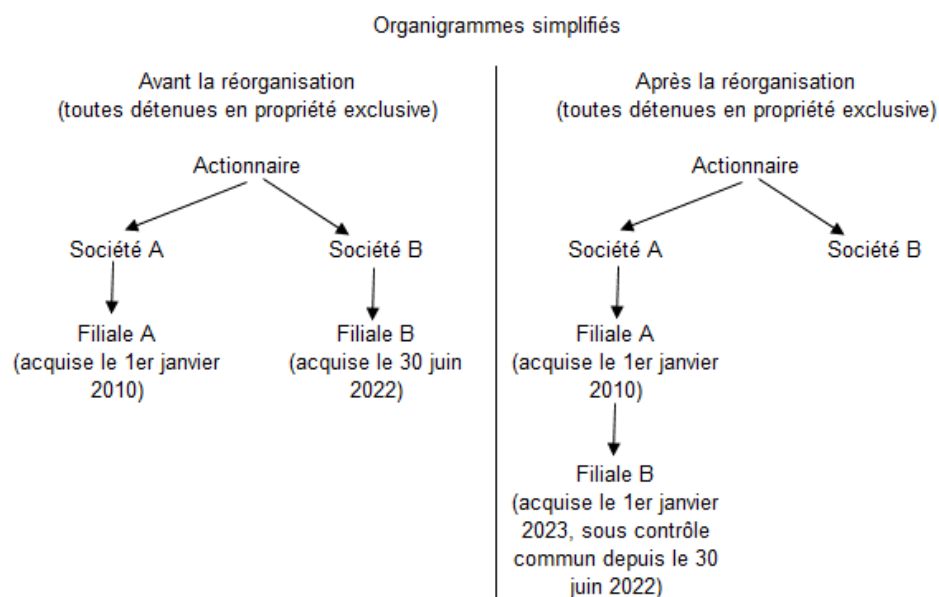 Organigrammes simplifiés
Avant la réorganisation
(toutes détenues en propriété exclusive)
Actionnaire
Société A
Société B
Filiale A
(acquise le 1er janvier
2010)
Filiale B
(acquise le 30 juin
2022)
Après la réorganisation
(toutes détenues en propriété exclusive)
Actionnaire
Société A
Société B
Filiale A
(acquise le 1er janvier
2010)
Filiale B
(acquise le 1er janvier
2023, sous contrôle
commun depuis le 30
juin 2022)